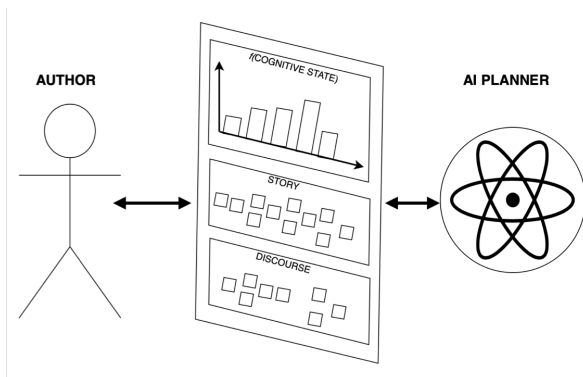 AUTHOR
f(COGNITIVE STATE)
AI PLANNER
STORY
DISCOURSE